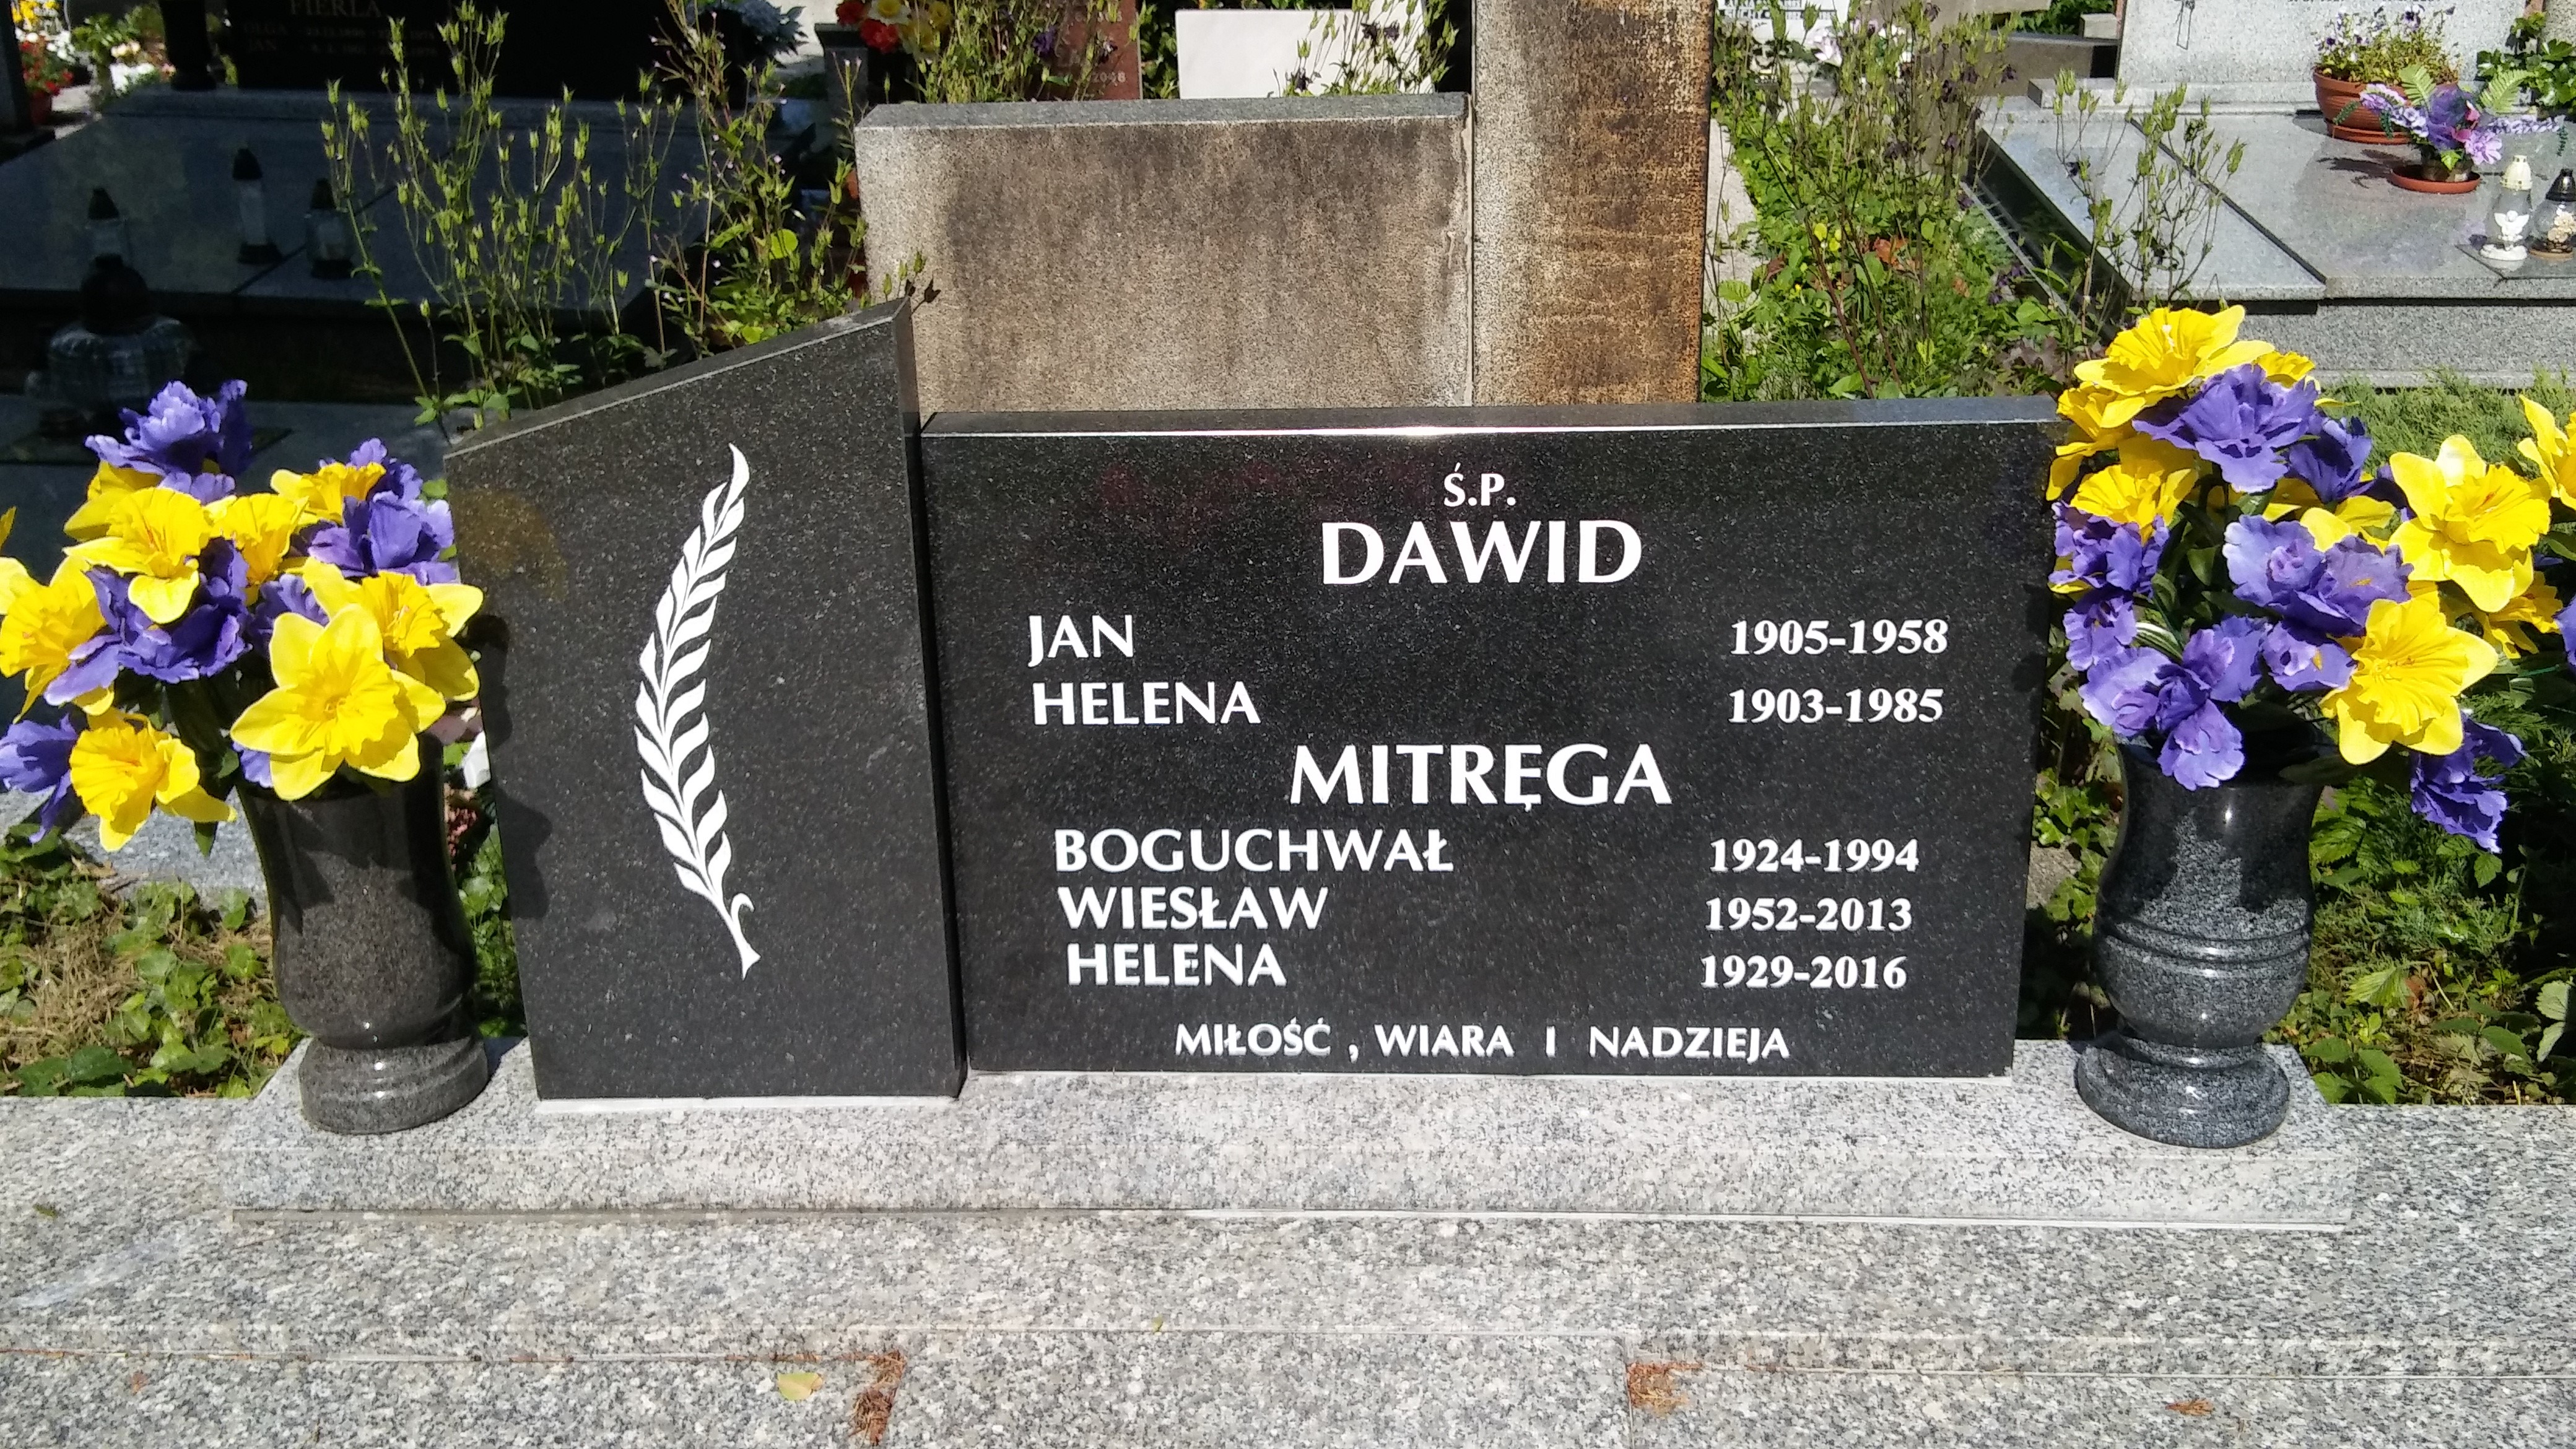 FIERLA
Ś.P.
DAWID
JAN 1905-1958
HELENA 1903-1985
MITRĘGA
BOGUCHWAŁ 1924-1994
WIESŁAW 1952-2013
HELENA 1929-2016
MIŁOŚĆ , WIARA I NADZIEJA